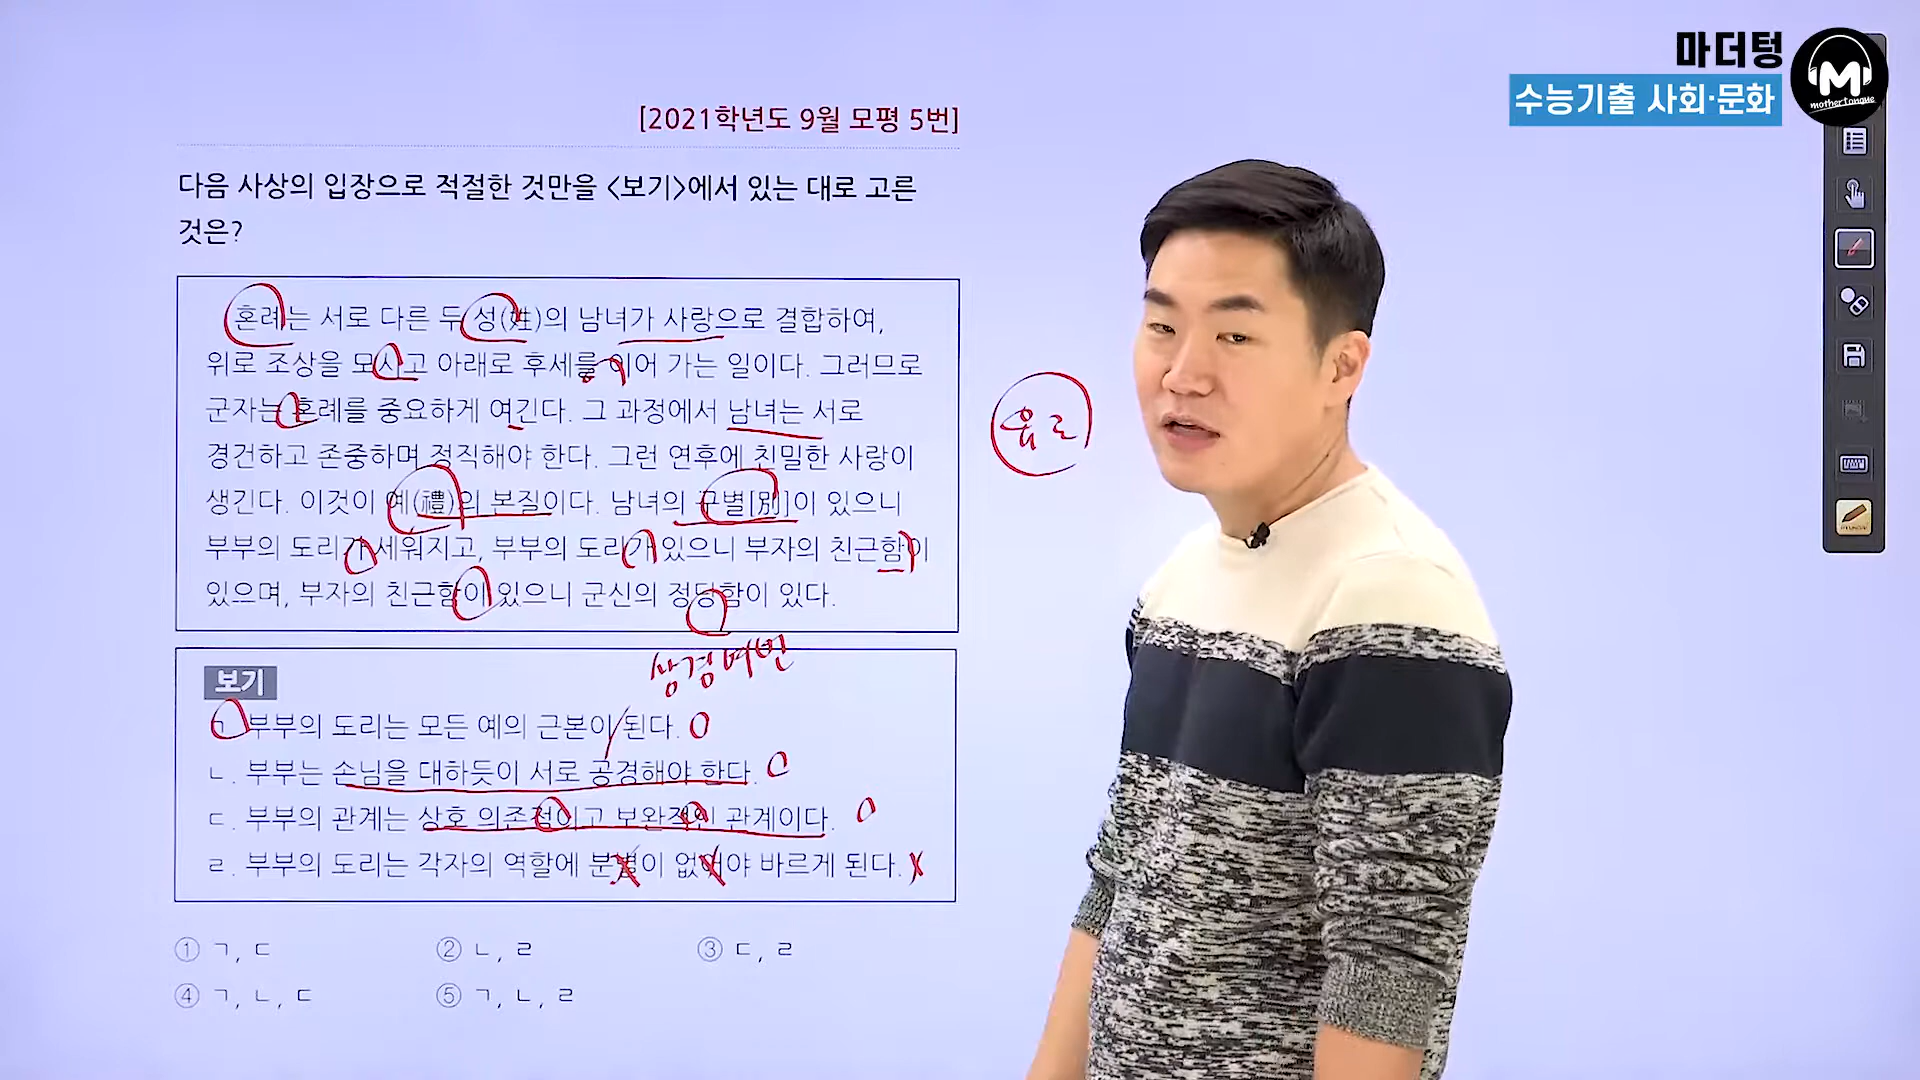 마더텅
수능기출 사회·문화
M
mothertongue
[2021학년도 9월 모평 5번]
다음 사상의 입장으로 적절한 것만을 <보기>에서 있는 대로 고른
것은?
혼례는 서로 다른 두 성(姓)의 남녀가 사랑으로 결합하여,
위로 조상을 모시고 아래로 후세를 이어 가는 일이다. 그러므로
군자는 혼례를 중요하게 여긴다. 그 과정에서 남녀는 서로
경건하고 존중하며 정직해야 한다. 그런 연후에 친밀한 사랑이
생긴다. 이것이 예(禮)의 본질이다. 남녀의 구별[別]이 있으니
부부의 도리가 세워지고, 부부의 도리가 있으니 부자의 친근함이
있으며, 부자의 친근함이 있으니 군신의 정당함이 있다.
유교
상경여빈
보기
ㄱ. 부부의 도리는 모든 예의 근본이 된다. O
ㄴ. 부부는 손님을 대하듯이 서로 공경해야 한다. O
ㄷ. 부부의 관계는 상호 의존적이고 보완적인 관계이다. O
ㄹ. 부부의 도리는 각자의 역할에 분별이 없어야 바르게 된다. X
① ㄱ, ㄷ ② ㄴ, ㄹ ③ ㄷ, ㄹ
④ ㄱ, ㄴ, ㄷ ⑤ ㄱ, ㄴ, ㄹ